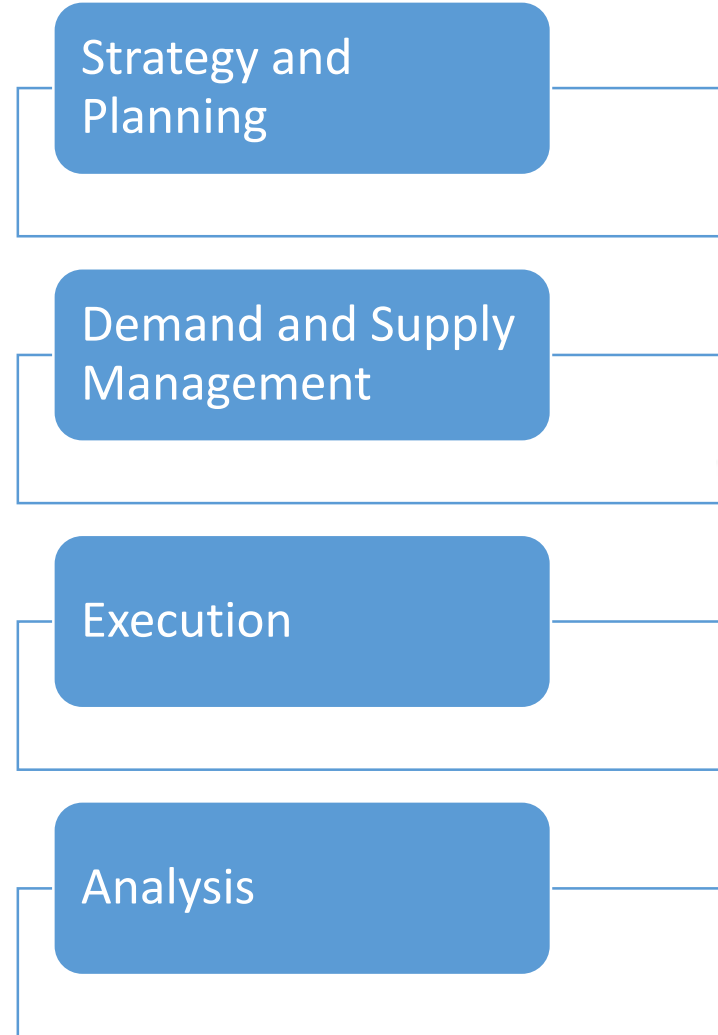 Strategy and
Planning
Demand and Supply
Management
Execution
Analysis